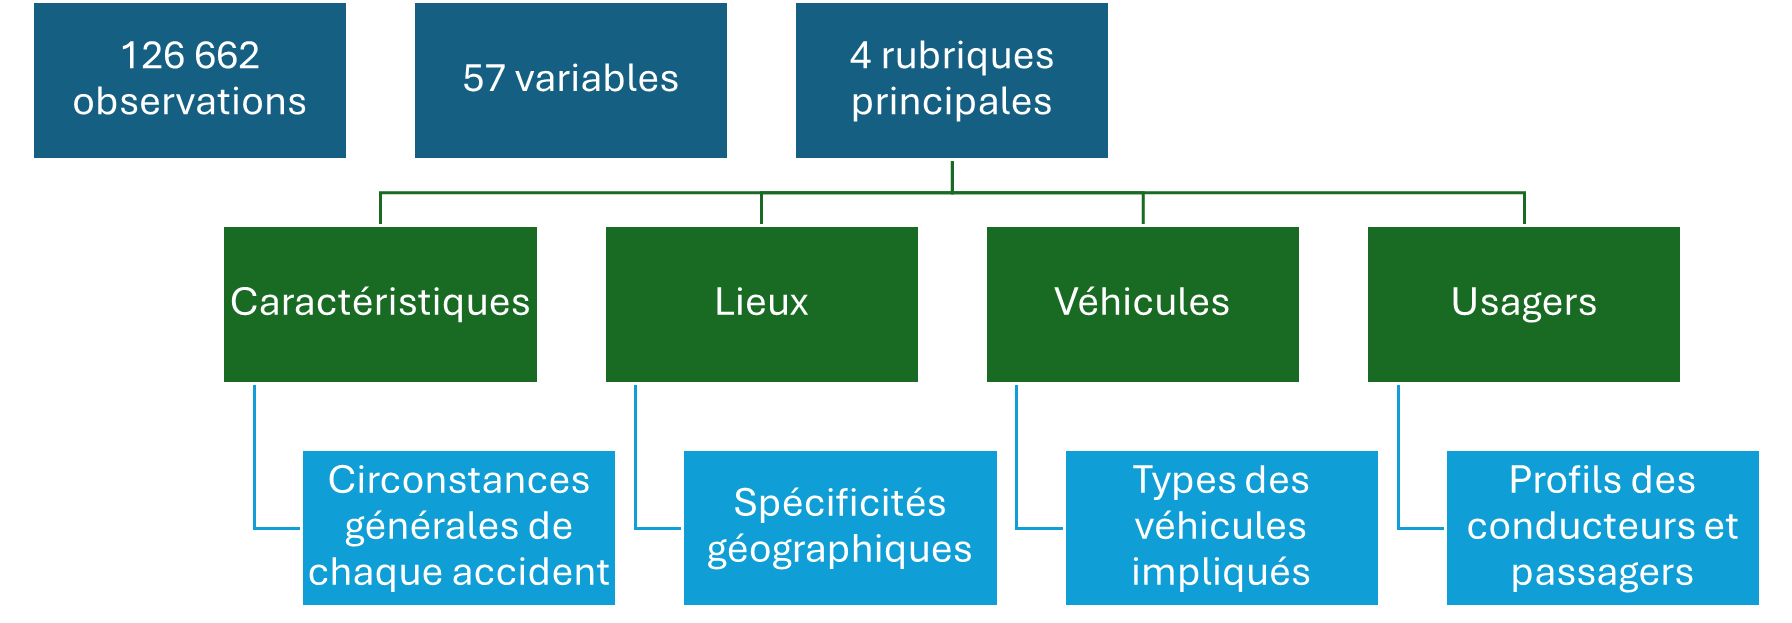 126 662
observations
57 variables
4 rubriques
principales
Caractéristiques
Lieux
Véhicules
Usagers
Circonstances
générales de
chaque accident
Spécificités
géographiques
Types des
véhicules
impliqués
Profils des
conducteurs et
passagers